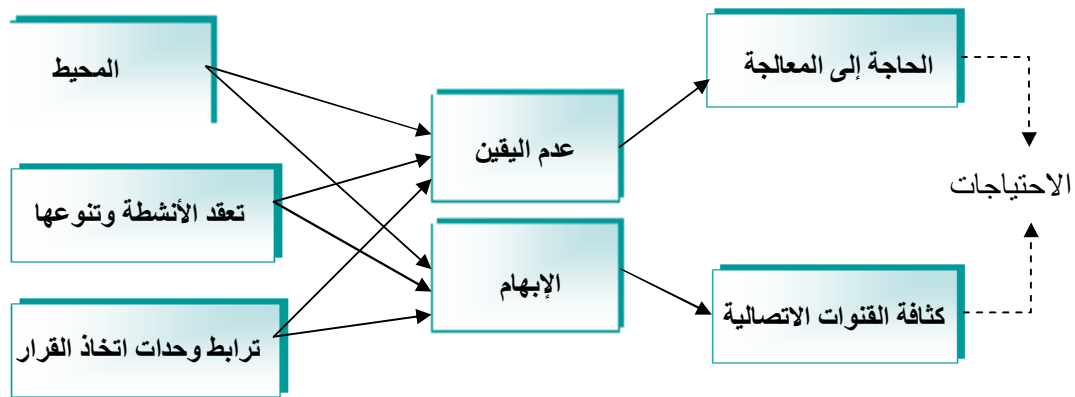 المحيط
تعقد الأنشطة وتنوعها
ترابط وحدات اتخاذ القرار
عدم اليقين
الإبهام
الحاجة إلى المعالجة
كثافة القنوات الاتصالية
الاحتياجات